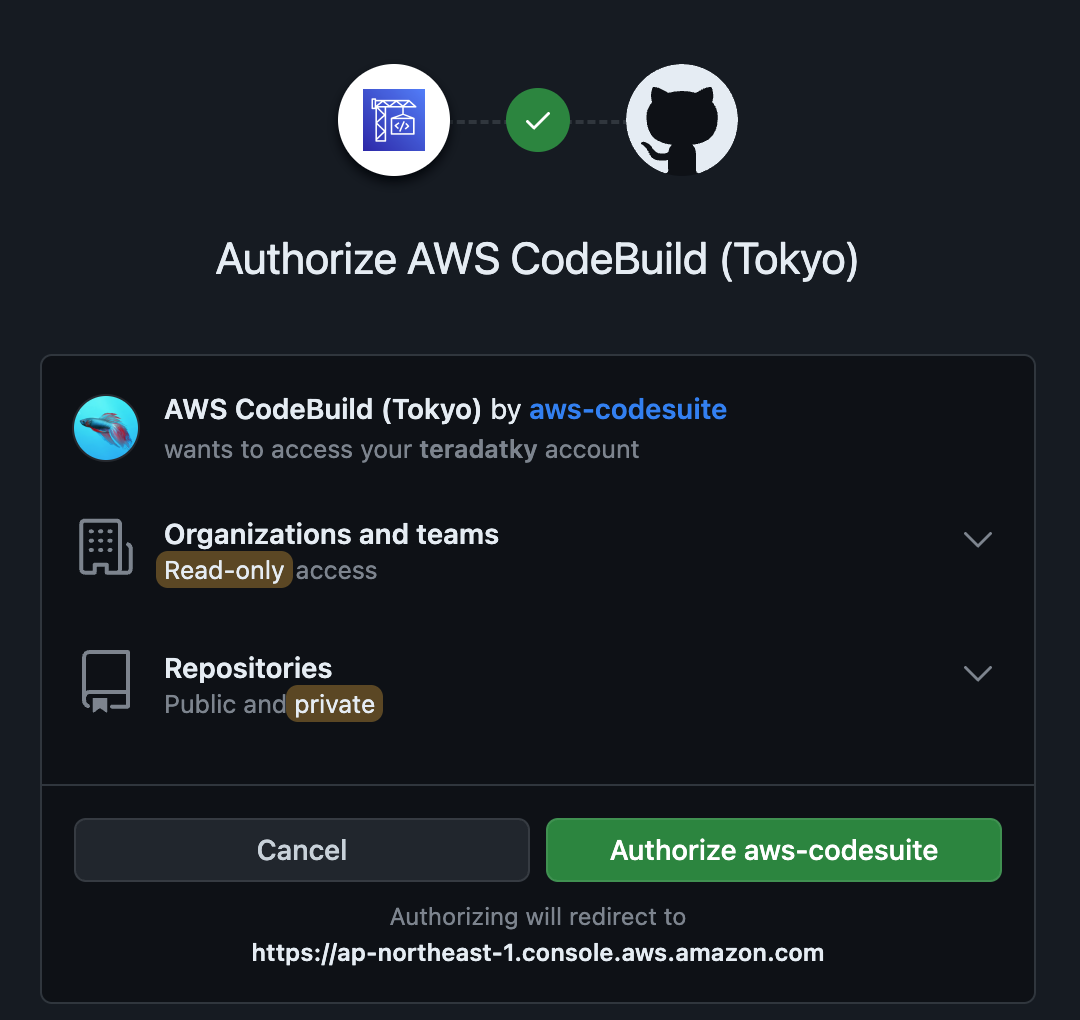 Authorize AWS CodeBuild (Tokyo)
AWS CodeBuild (Tokyo) by aws-codesuite
wants to access your teradatky account
Organizations and teams
Read-only access
Repositories
Public and private
Cancel
Authorize aws-codesuite
Authorizing will redirect to
https://ap-northeast-1.console.aws.amazon.com